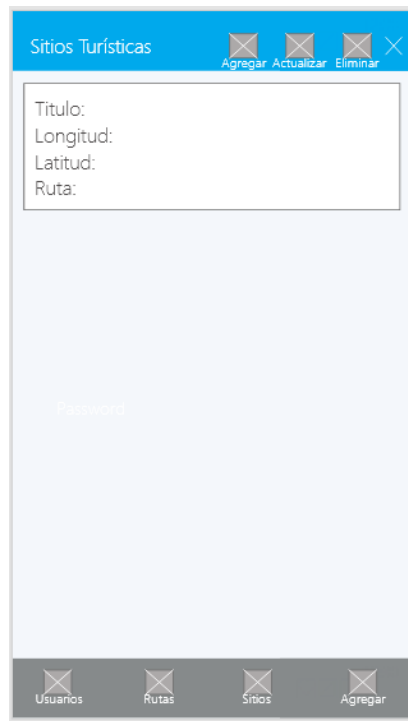 Sitios Turísticas
Agregar Actualizar Eliminar
Titulo:
Longitud:
Latitud:
Ruta:
Password
Usuarios Rutas Sitios Agregar